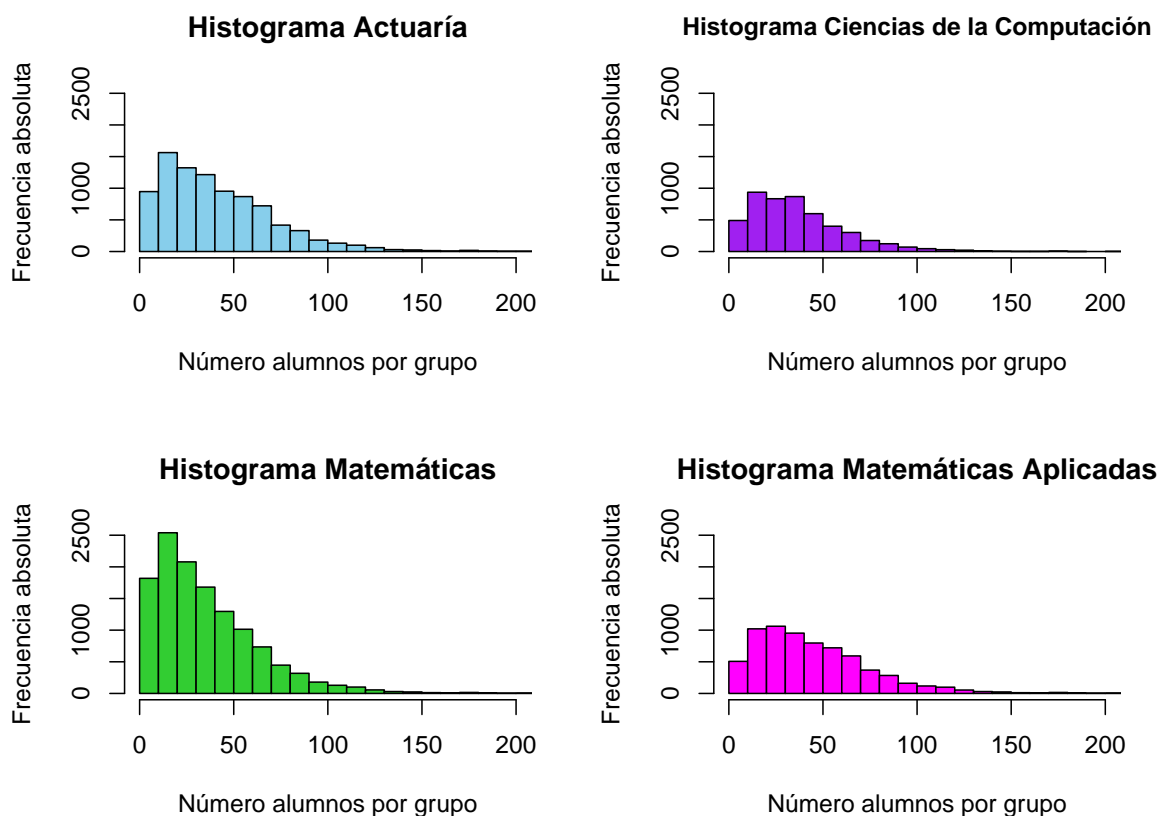 Histograma Actuaría
Frecuencia absoluta
0 1000 2500
0 50 100 150 200
Número alumnos por grupo
Histograma Ciencias de la Computación
Frecuencia absoluta
0 1000 2500
0 50 100 150 200
Número alumnos por grupo
Histograma Matemáticas
Frecuencia absoluta
0 1000 2500
0 50 100 150 200
Número alumnos por grupo
Histograma Matemáticas Aplicadas
Frecuencia absoluta
0 1000 2500
0 50 100 150 200
Número alumnos por grupo